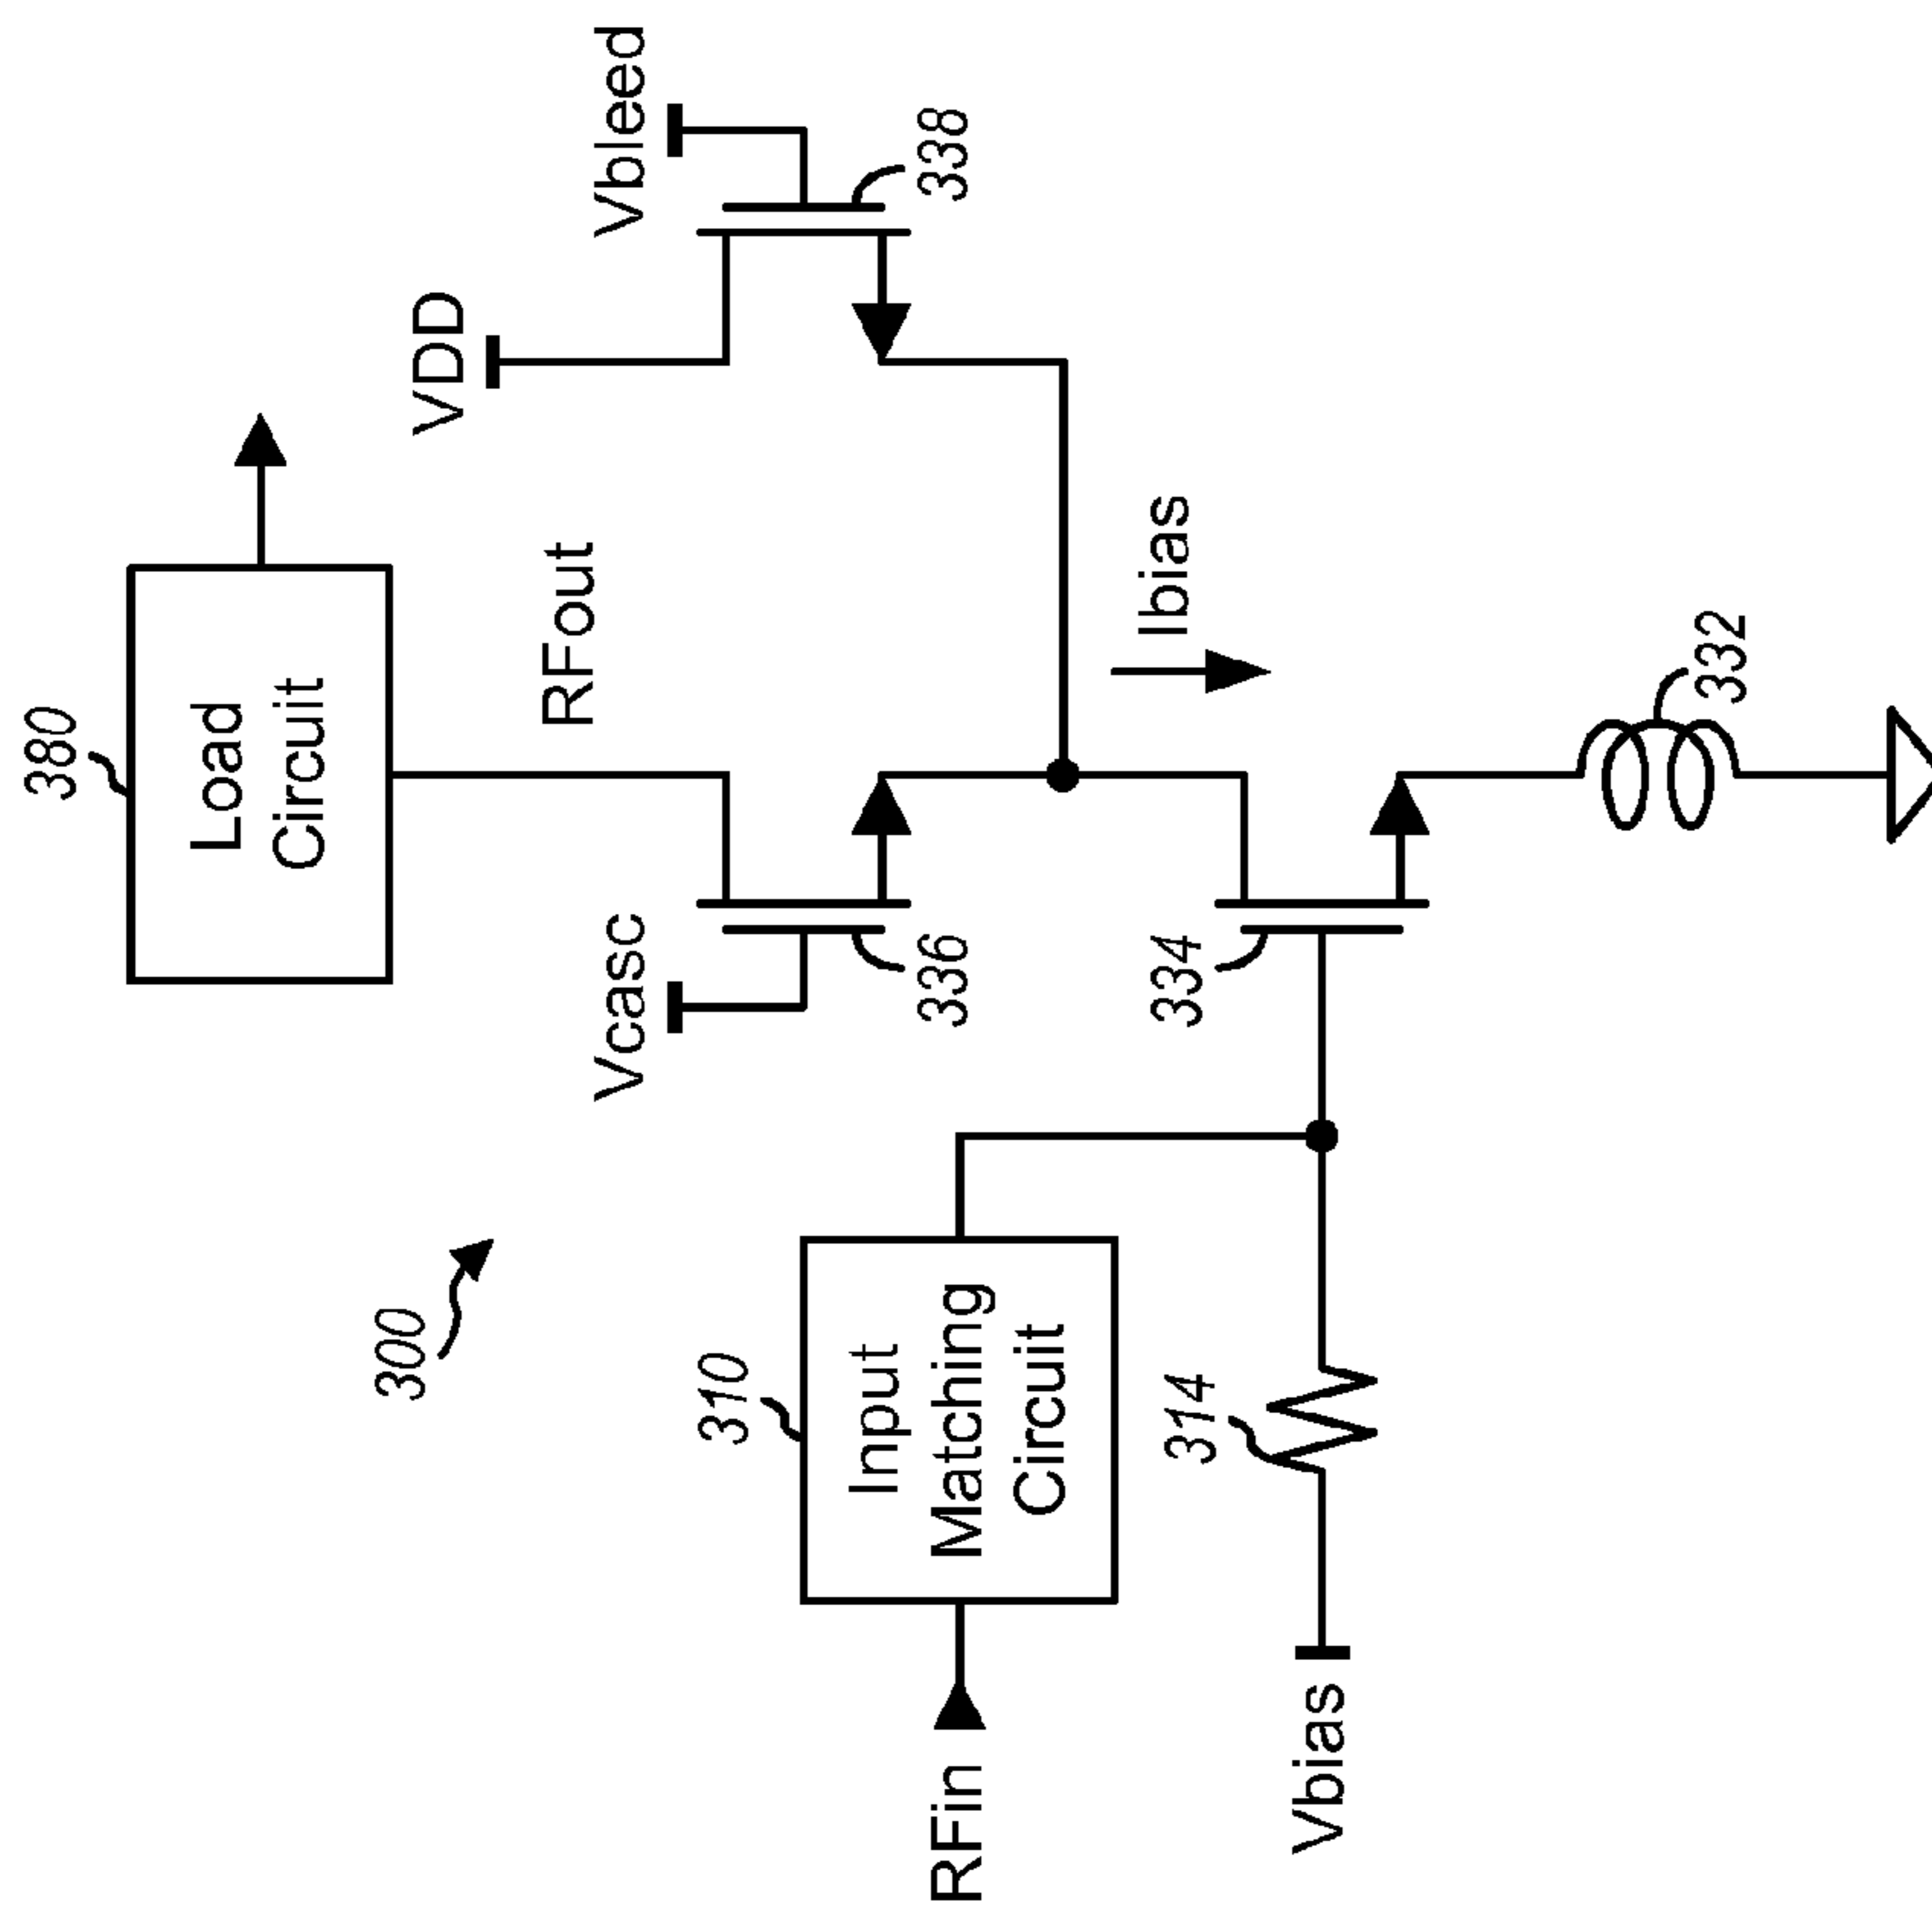 380
Load
Circuit
VDD
Vbleed
338
RFout
Vcasc
336
300
310
Input
Matching
Circuit
RFin
334
Ibias
314
Vbias
332